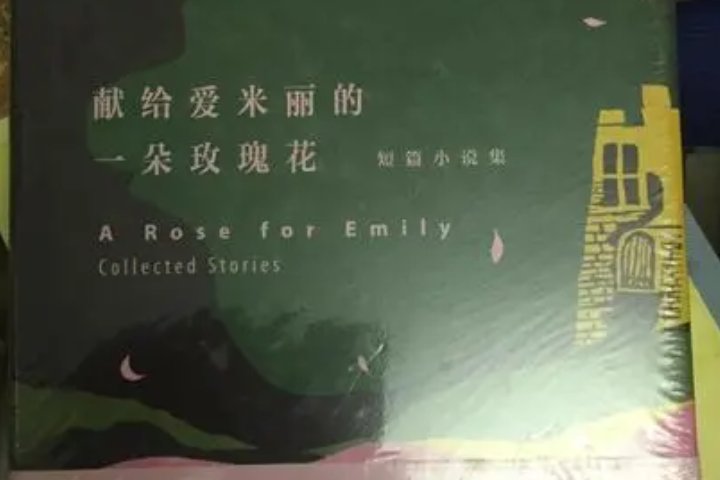 献给爱米丽的
一朵玫瑰花 短篇小说集
A Rose for Emily
Collected Stories